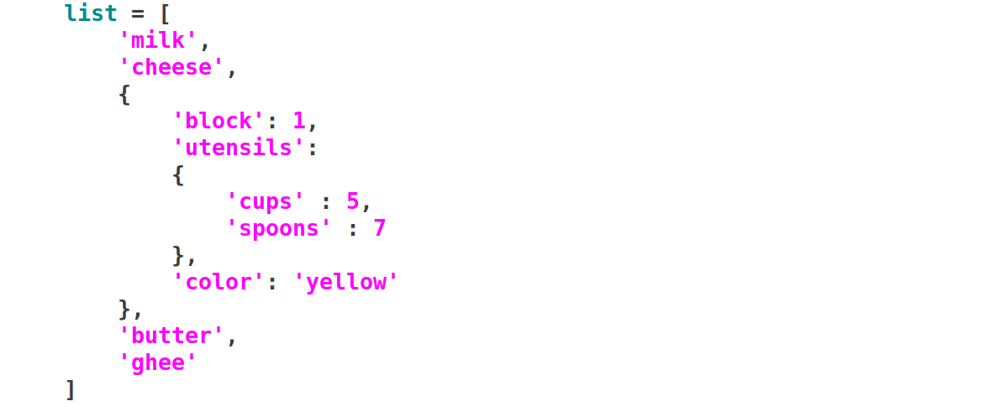 list = [
    'milk',
    'cheese',
    {
        'block': 1,
        'utensils':
        {
            'cups' : 5,
            'spoons' : 7
        },
        'color': 'yellow'
    },
    'butter',
    'ghee'
]